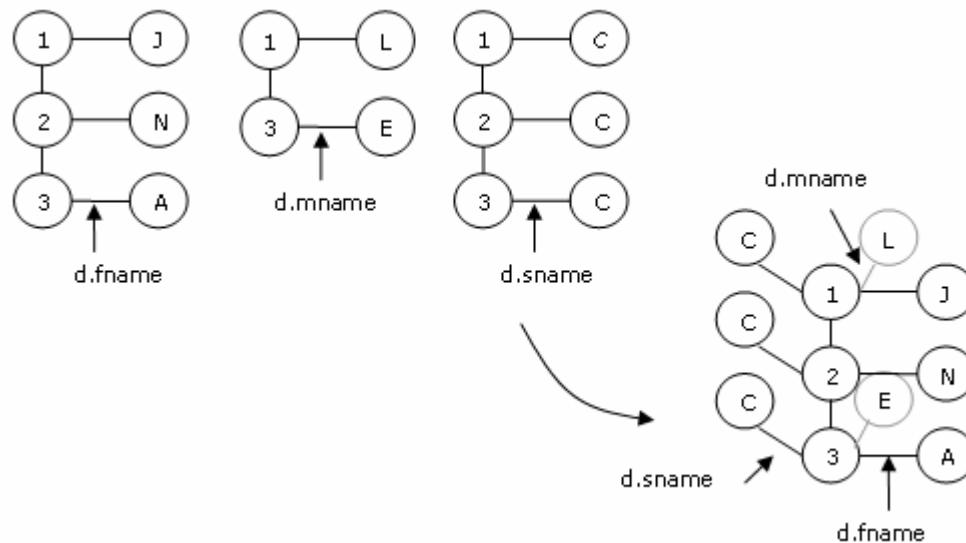 1 J 1 L 1 C
2 N 3 E 2 C
3 A 3 C
d.fname
d.mname
d.sname
d.mname
C L
1 J
C
2 N
C E
3 A
d.sname
d.fname